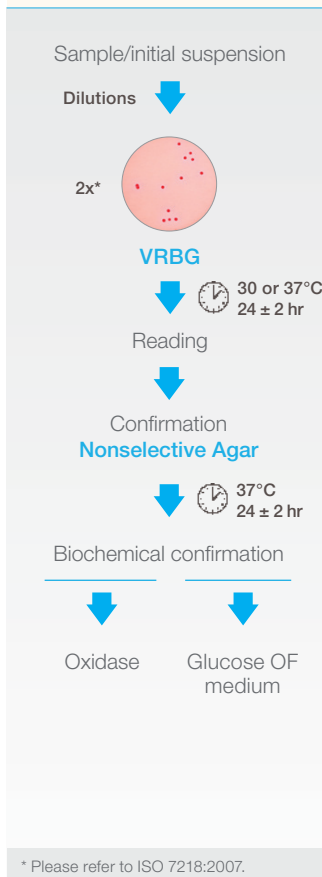 Sample/initial suspension
Dilutions
2x*
VRBG
30 or 37°C
24 ± 2 hr
Reading
Confirmation
Nonselective Agar
37°C
24 ± 2 hr
Biochemical confirmation
Oxidase
Glucose OF
medium
* Please refer to ISO 7218:2007.